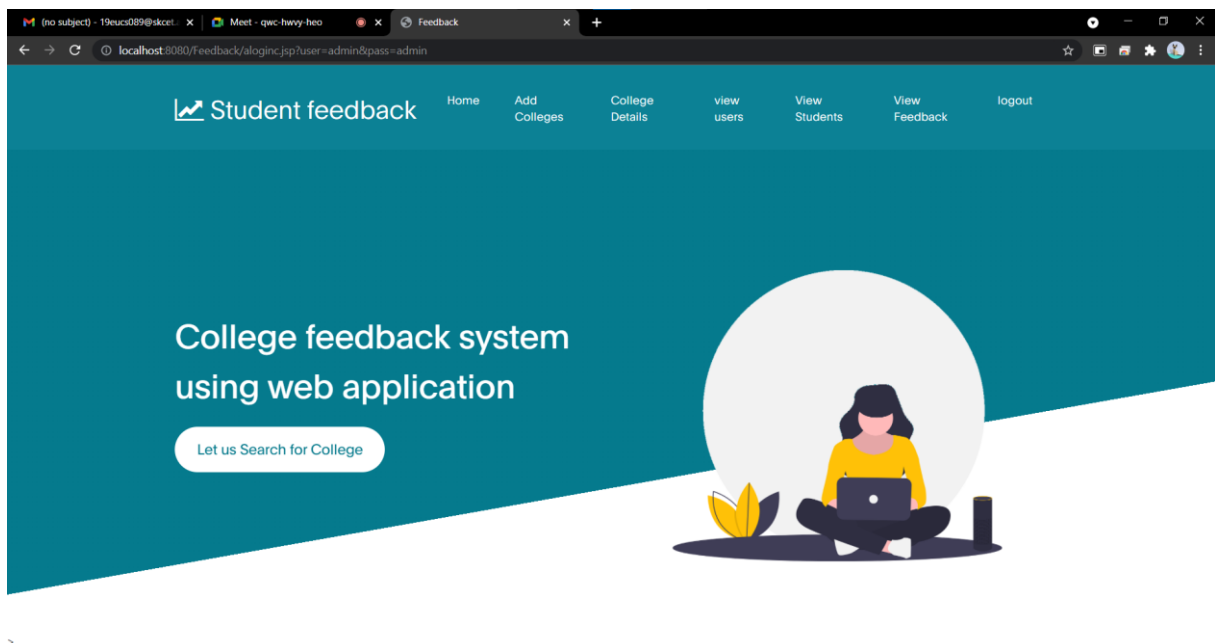 (no subject) - 19eucs089@skcet.
Meet - qwc-hwvy-heo
Feedback
localhost:8080/Feedback/aloginc.jsp?user=admin&pass=admin
Student feedback
Home
Add
Colleges
College
Details
view
users
View
Students
View
Feedback
logout
College feedback system
using web application
Let us Search for College
>